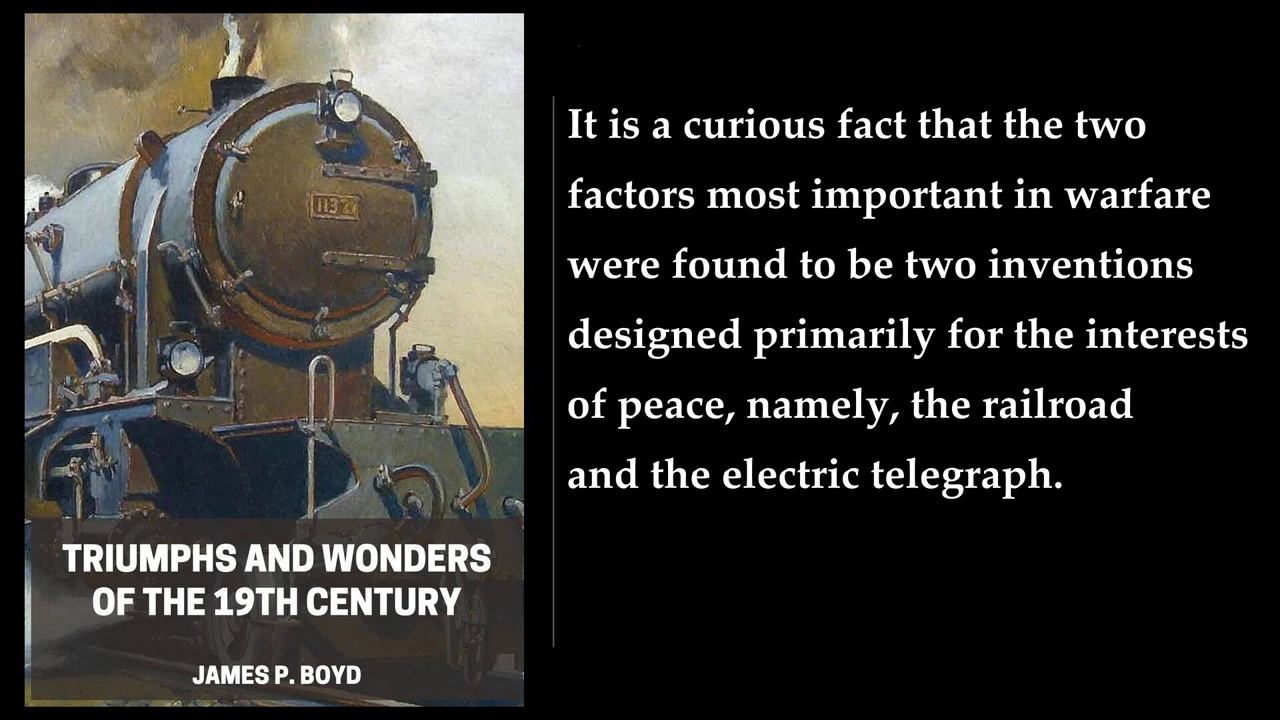 It is a curious fact that the two
factors most important in warfare
were found to be two inventions
designed primarily for the interests
of peace, namely, the railroad
and the electric telegraph.
TRIUMPHS AND WONDERS
OF THE 19TH CENTURY
JAMES P. BOYD